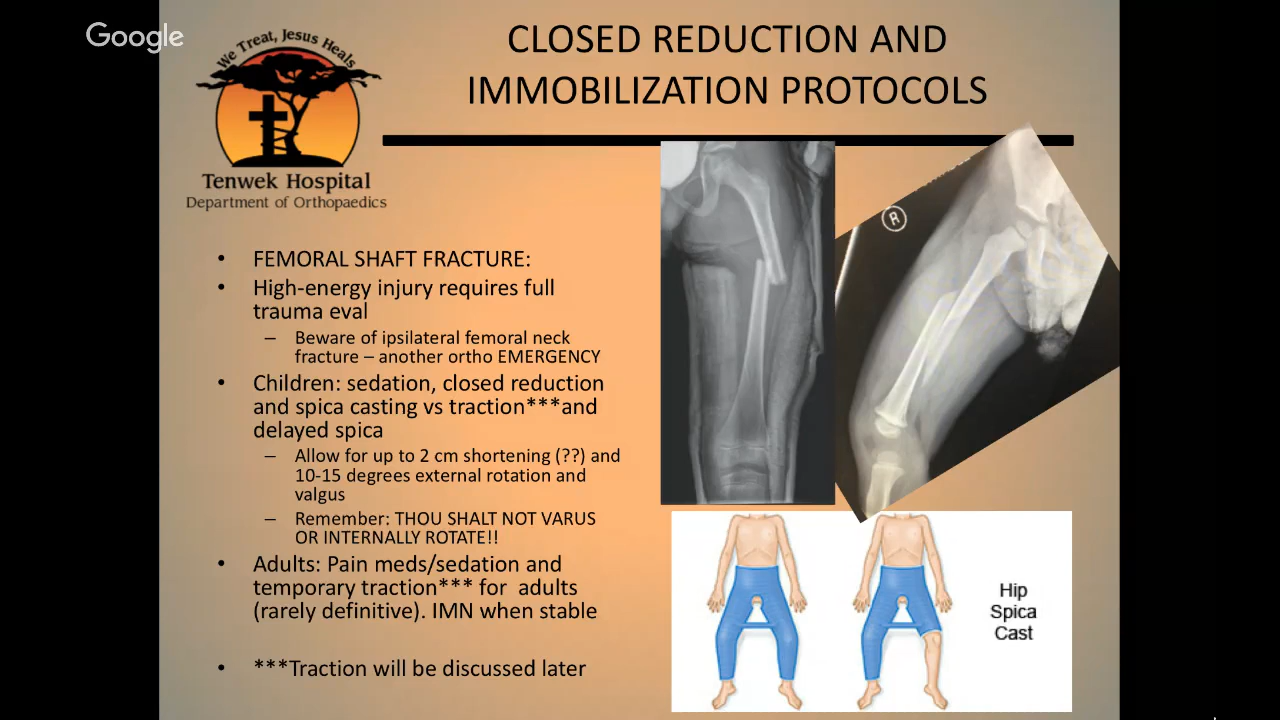 Google
We Treat, Jesus Heals
Tenwek Hospital
Department of Orthopaedics
CLOSED REDUCTION AND
IMMOBILIZATION PROTOCOLS
• FEMORAL SHAFT FRACTURE:
• High-energy injury requires full
trauma eval
– Beware of ipsilateral femoral neck
fracture – another ortho EMERGENCY
• Children: sedation, closed reduction
and spica casting vs traction***and
delayed spica
– Allow for up to 2 cm shortening (??) and
10-15 degrees external rotation and
valgus
– Remember: THOU SHALT NOT VARUS
OR INTERNALLY ROTATE!!
• Adults: Pain meds/sedation and
temporary traction*** for  adults
(rarely definitive). IMN when stable
• ***Traction will be discussed later
R
Hip
Spica
Cast